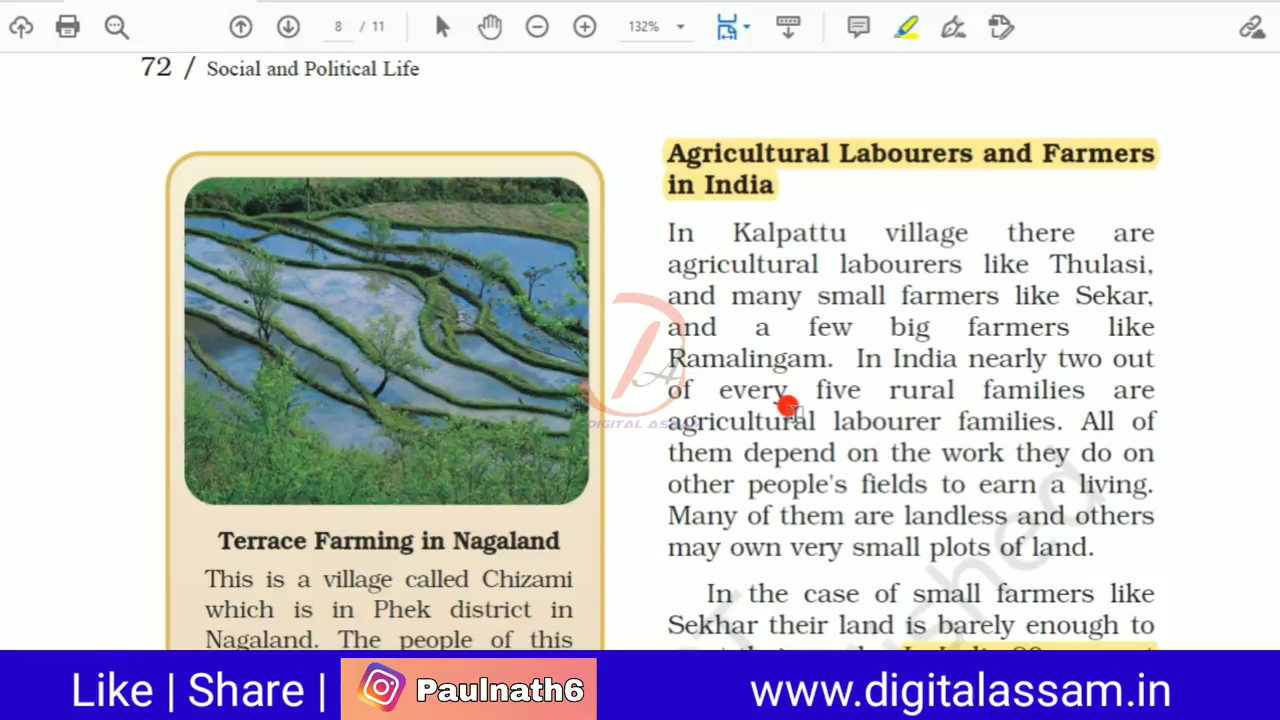 8 / 11
132%
72 / Social and Political Life
Terrace Farming in Nagaland
This is a village called Chizami
which is in Phek district in
Nagaland. The people of this
Agricultural Labourers and Farmers
in India
In Kalpattu village there are
agricultural labourers like Thulasi,
and many small farmers like Sekar,
and a few big farmers like
Ramalingam. In India nearly two out
of every five rural families are
agricultural labourer families. All of
them depend on the work they do on
other people's fields to earn a living.
Many of them are landless and others
may own very small plots of land.
In the case of small farmers like
Sekhar their land is barely enough to
DIGITAL ASSAM
Like | Share | Paulnath6
www.digitalassam.in